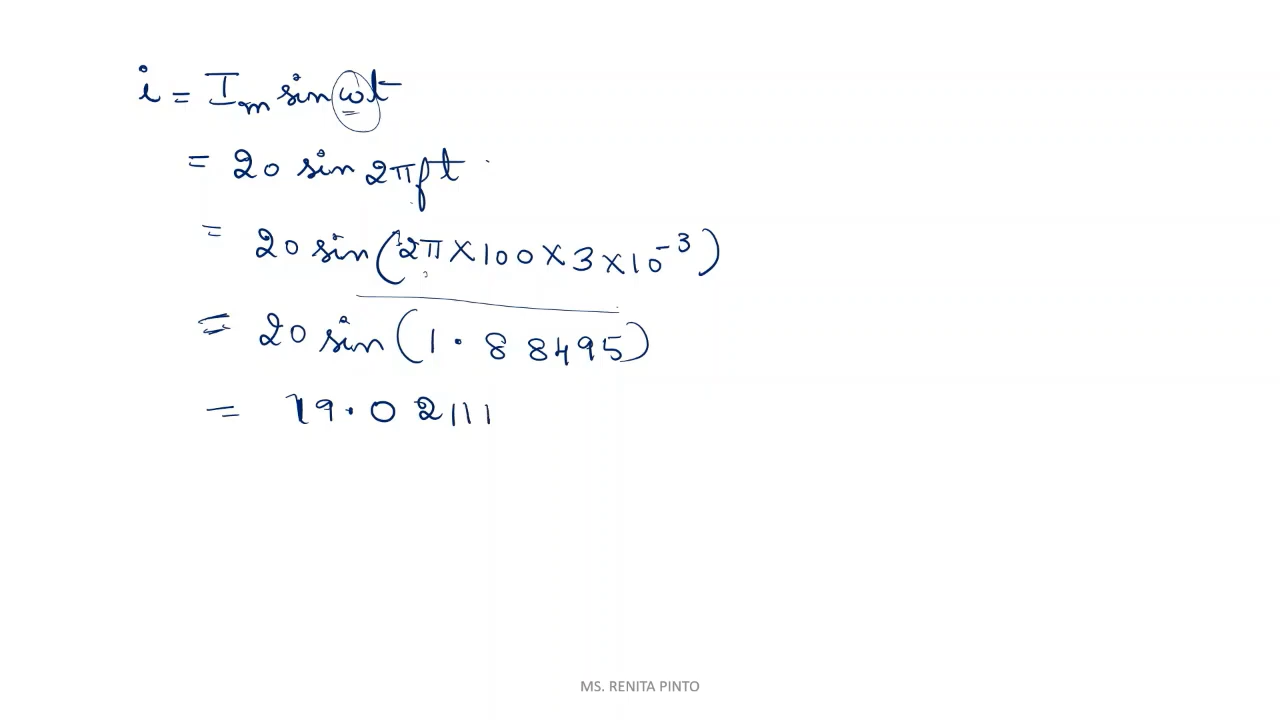 i = Im sin ωt
= 20 sin 2πft
= 20 sin(2π×100×3×10⁻³)
= 20 sin(1.88495)
= 19.02111
MS. RENITA PINTO